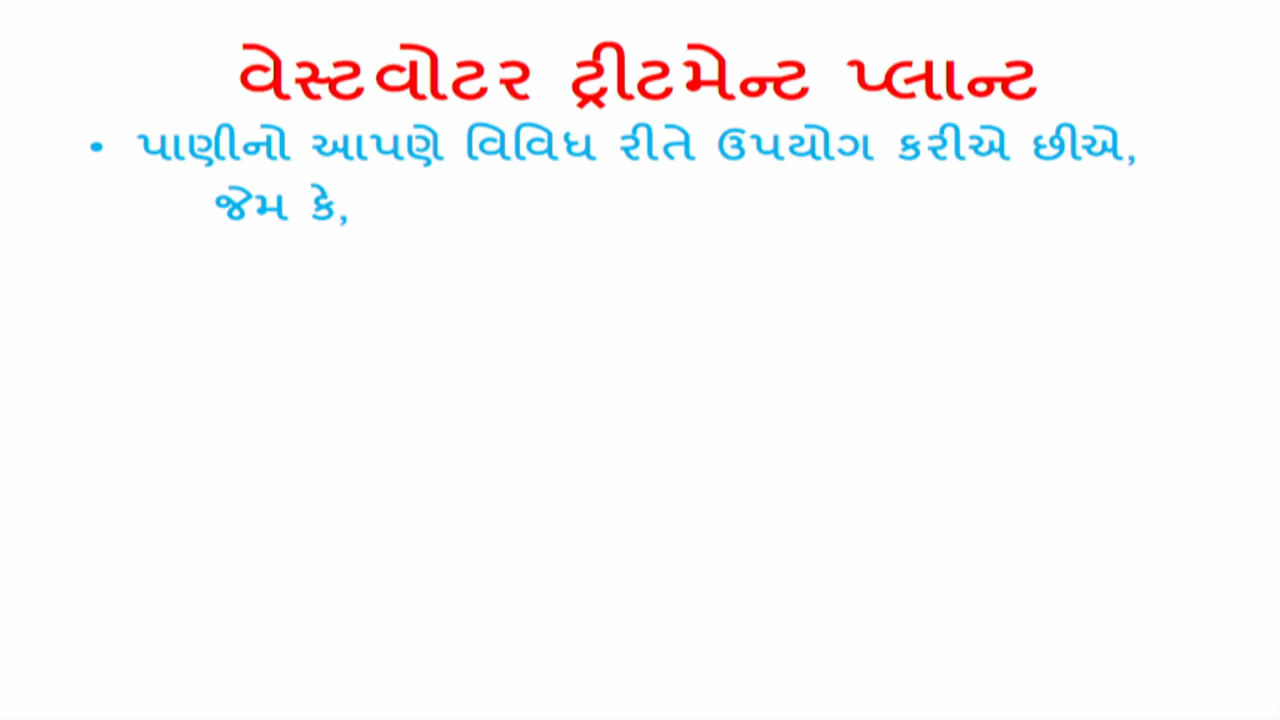 વેસ્ટવોટર ટ્રીટમેન્ટ પ્લાન્ટ
• પાણીનો આપણે વિવિધ રીતે ઉપયોગ કરીએ છીએ,
જેમ કે,